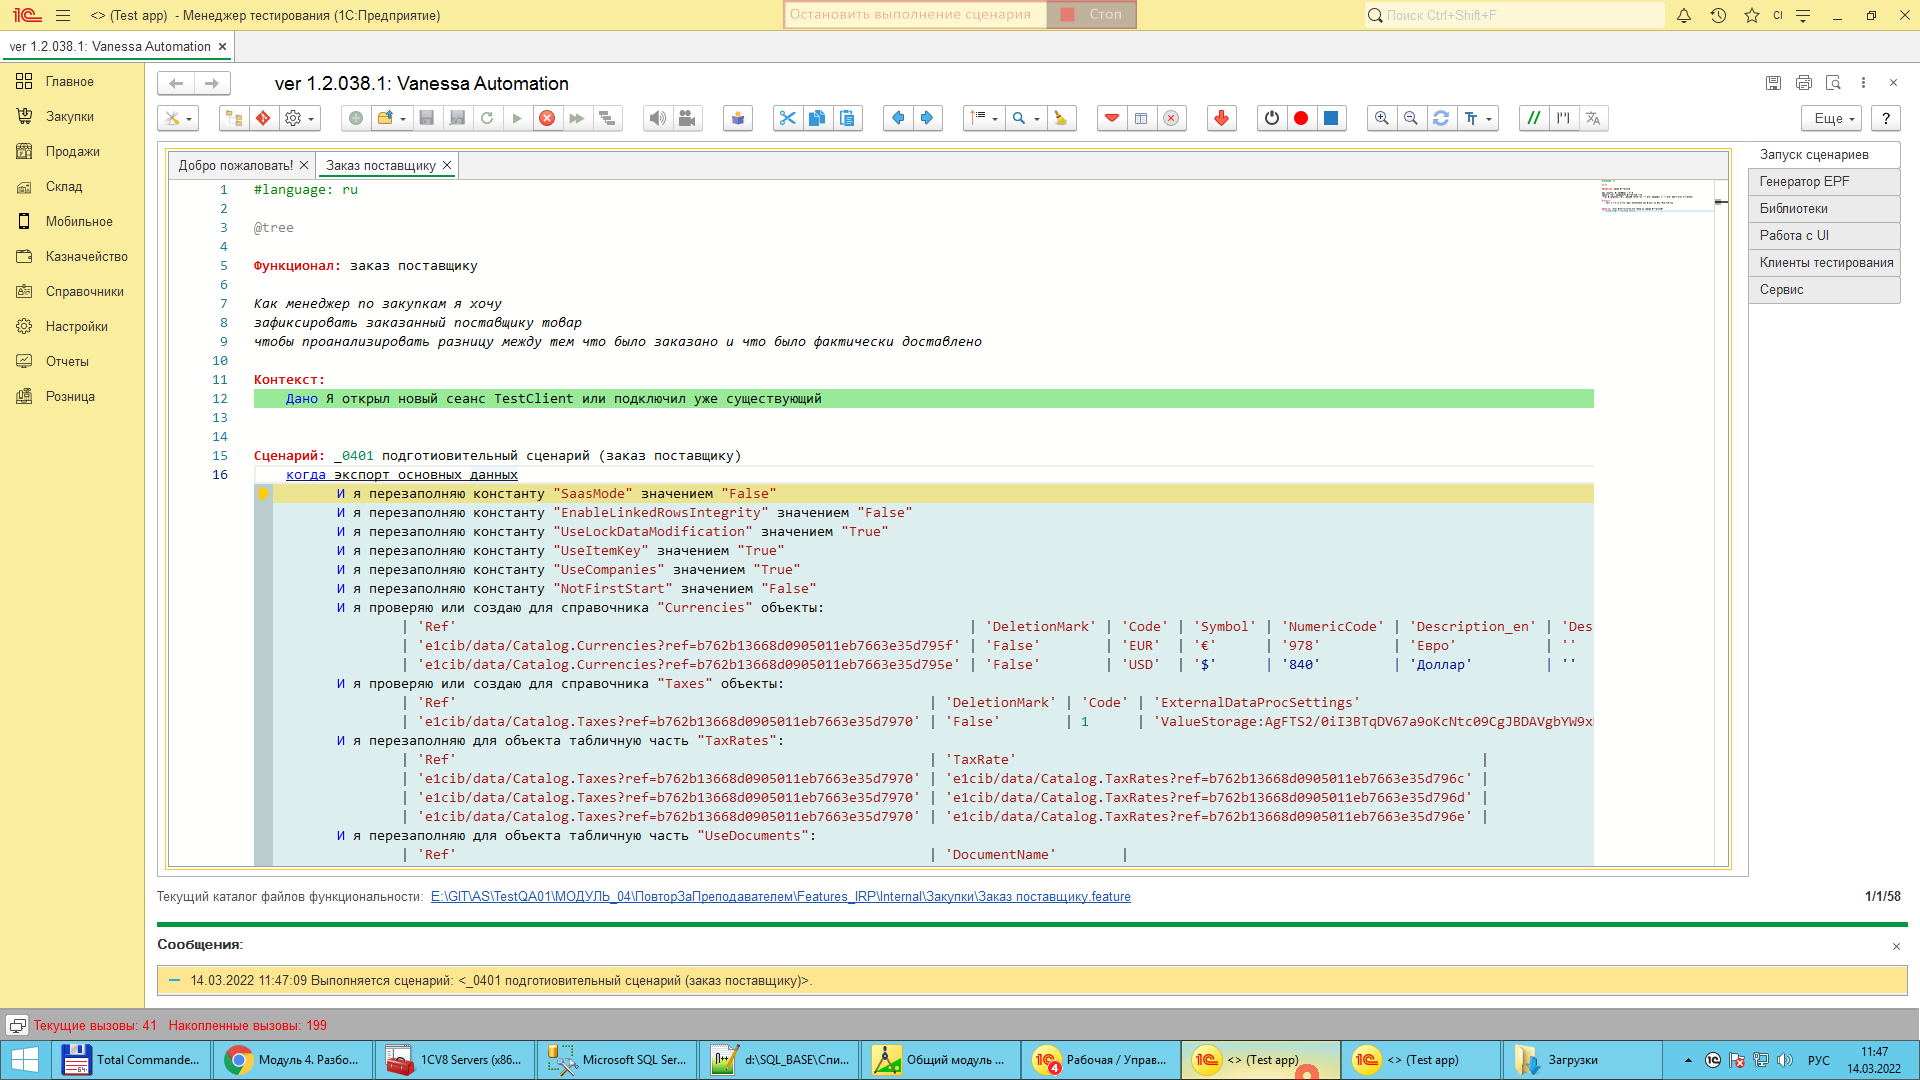 <> (Test app) - Менеджер тестирования (1С:Предприятие)
Остановить выполнение сценария
Стоп
Поиск Ctrl+Shift+F
CI
ver 1.2.038.1: Vanessa Automation
Главное
Закупки
Продажи
Склад
Мобильное
Казначейство
Справочники
Настройки
Отчеты
Розница
ver 1.2.038.1: Vanessa Automation
Еще
?
Добро пожаловать!
Заказ поставщику
1 #language: ru
2
3 @tree
4
5 Функционал: заказ поставщику
6
7 Как менеджер по закупкам я хочу
8 зафиксировать заказанный поставщику товар
9 чтобы проанализировать разницу между тем что было заказано и что было фактически доставлено
10
11 Контекст:
12 Дано Я открыл новый сеанс TestClient или подключил уже существующий
13
14
15 Сценарий: _0401 подготиовительный сценарий (заказ поставщику)
16 когда экспорт основных данных
И я перезаполняю константу "SaasMode" значением "False"
И я перезаполняю константу "EnableLinkedRowsIntegrity" значением "False"
И я перезаполняю константу "UseLockDataModification" значением "True"
И я перезаполняю константу "UseItemKey" значением "True"
И я перезаполняю константу "UseCompanies" значением "True"
И я перезаполняю константу "NotFirstStart" значением "False"
И я проверяю или создаю для справочника "Currencies" объекты:
| 'Ref' | 'DeletionMark' | 'Code' | 'Symbol' | 'NumericCode' | 'Description_en' | 'Des
| 'e1cib/data/Catalog.Currencies?ref=b762b13668d0905011eb7663e35d795f' | 'False' | 'EUR' | '€' | '978' | 'Евро' | ''
| 'e1cib/data/Catalog.Currencies?ref=b762b13668d0905011eb7663e35d795e' | 'False' | 'USD' | '$' | '840' | 'Доллар' | ''
И я проверяю или создаю для справочника "Taxes" объекты:
| 'Ref' | 'DeletionMark' | 'Code' | 'ExternalDataProcSettings'
| 'e1cib/data/Catalog.Taxes?ref=b762b13668d0905011eb7663e35d7970' | 'False' | 1 | 'ValueStorage:AgFTS2/0iI3BTqDV67a9oKcNtc09CgJBDAVgbYW9x
И я перезаполняю для объекта табличную часть "TaxRates":
| 'Ref' | 'TaxRate' |
| 'e1cib/data/Catalog.Taxes?ref=b762b13668d0905011eb7663e35d7970' | 'e1cib/data/Catalog.TaxRates?ref=b762b13668d0905011eb7663e35d796c' |
| 'e1cib/data/Catalog.Taxes?ref=b762b13668d0905011eb7663e35d7970' | 'e1cib/data/Catalog.TaxRates?ref=b762b13668d0905011eb7663e35d796d' |
| 'e1cib/data/Catalog.Taxes?ref=b762b13668d0905011eb7663e35d7970' | 'e1cib/data/Catalog.TaxRates?ref=b762b13668d0905011eb7663e35d796e' |
И я перезаполняю для объекта табличную часть "UseDocuments":
| 'Ref' | 'DocumentName' |
Запуск сценариев
Генератор EPF
Библиотеки
Работа с UI
Клиенты тестирования
Сервис
Текущий каталог файлов функциональности: E:\GIT\AS\TestQA01\МОДУЛЬ_04\ПовторЗаПреподавателем\Features_IRP\Internal\Закупки\Заказ поставщику.feature
1/1/58
Сообщения:
14.03.2022 11:47:09 Выполняется сценарий: <_0401 подготиовительный сценарий (заказ поставщику)>.
Текущие вызовы: 41 Накопленные вызовы: 199
Total Commande...
Модуль 4. Разбо...
1CV8 Servers (x86...
Microsoft SQL Ser...
d:\SQL_BASE\Спи...
Общий модуль ...
Рабочая / Управ...
<> (Test app)
<> (Test app)
Загрузки
РУС
11:47
14.03.2022